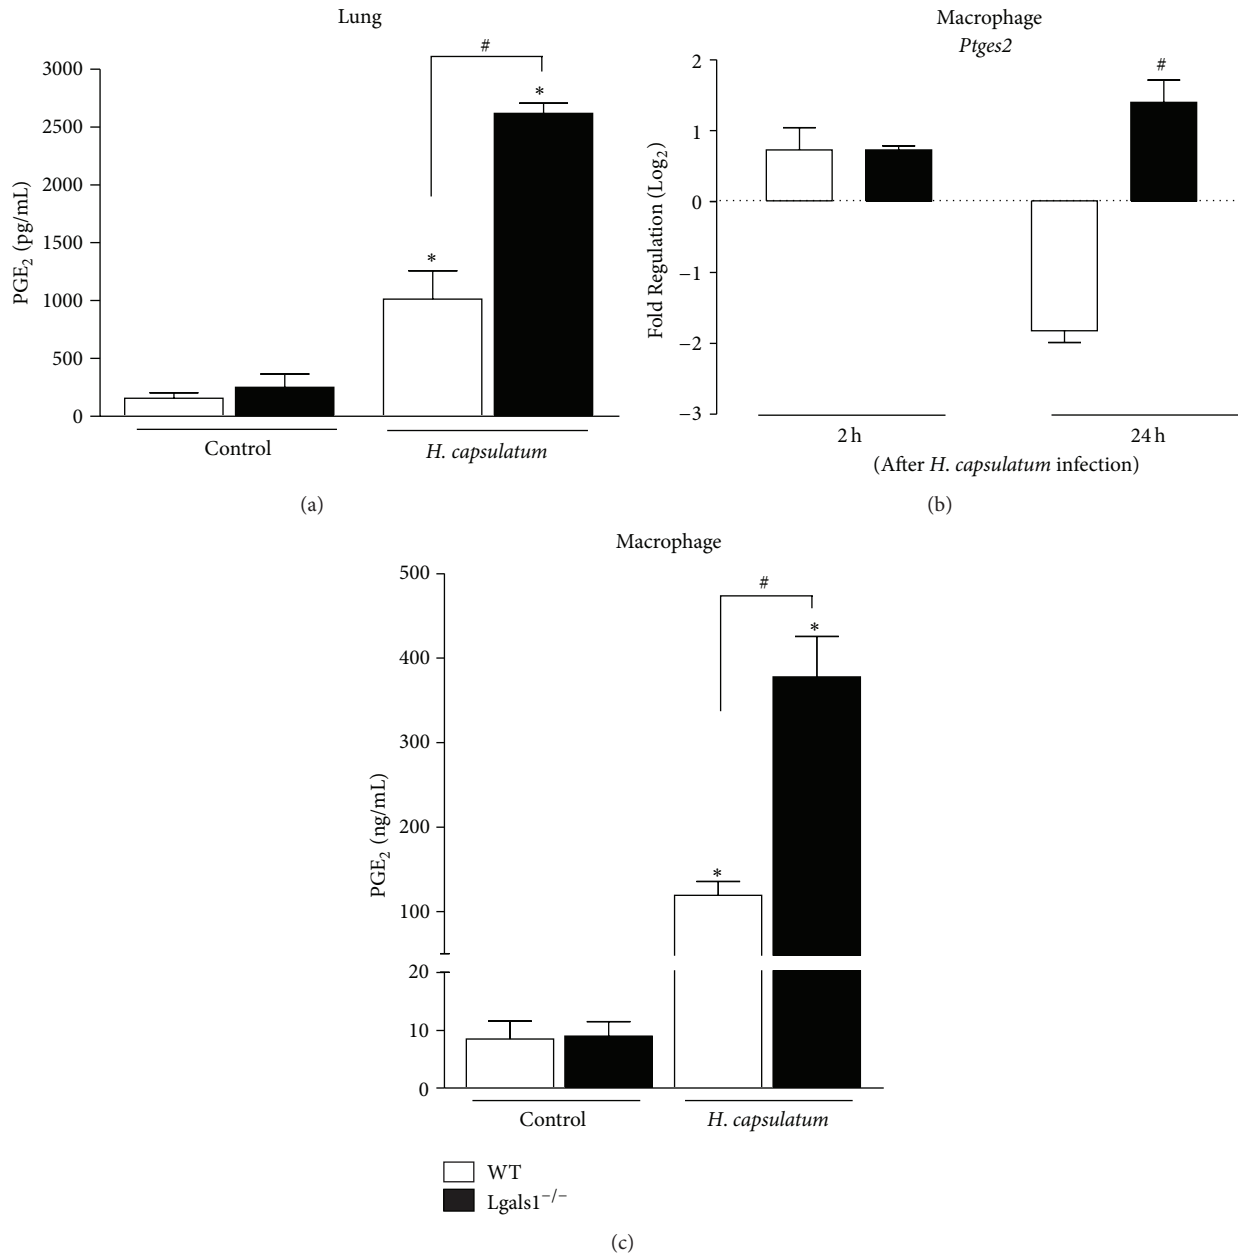 Lung
#
*
*
3000
2500
2000
1500
1000
500
0
PGE₂ (pg/mL)
Control
H. capsulatum
(a)
Macrophage
Ptges2
#
2
1
0
−1
−2
−3
Fold Regulation (Log₂)
2 h
24 h
(After H. capsulatum infection)
(b)
Macrophage
#
*
*
500
400
300
200
100
20
10
0
PGE₂ (ng/mL)
Control
H. capsulatum
WT
Lgals1⁻/⁻
(c)